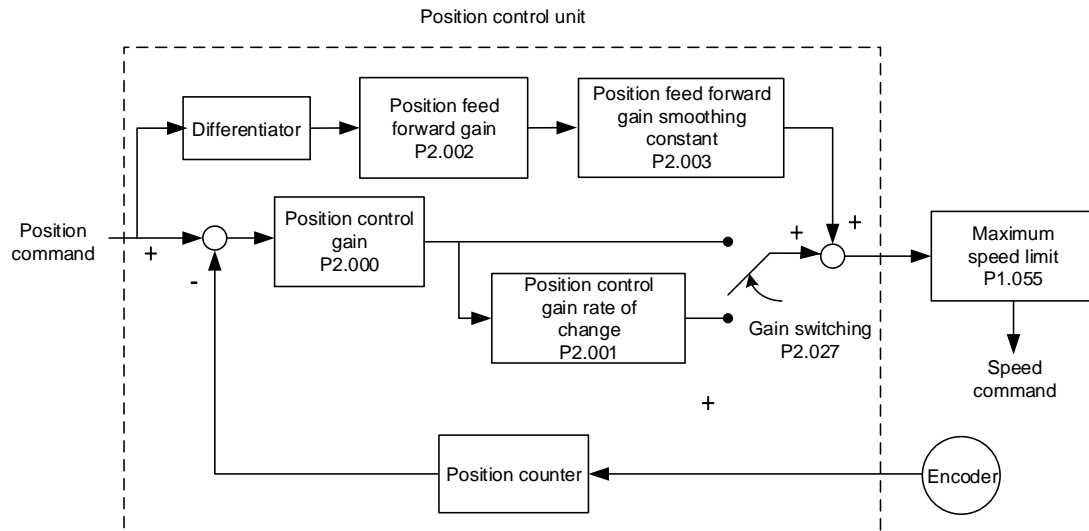 Position control unit
Differentiator
Position feed
forward gain
P2.002
Position feed forward
gain smoothing
constant
P2.003
Position
command
+
-
Position control
gain
P2.000
Position control
gain rate of
change
P2.001
+
+
Gain switching
P2.027
Maximum
speed limit
P1.055
Speed
command
+
Position counter
Encoder